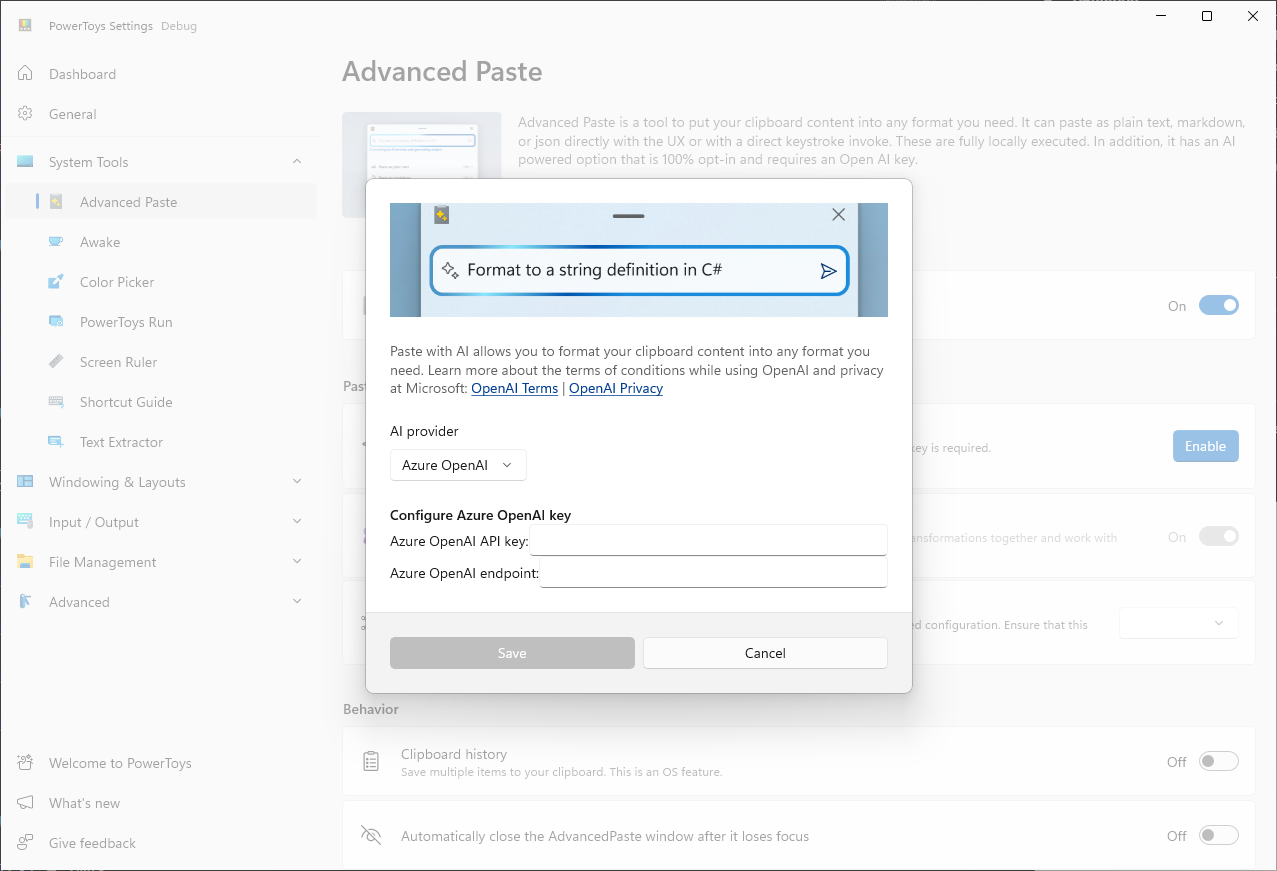 PowerToys Settings Debug
Dashboard
General
System Tools
Advanced Paste
Awake
Color Picker
PowerToys Run
Screen Ruler
Shortcut Guide
Text Extractor
Windowing & Layouts
Input / Output
File Management
Advanced
Welcome to PowerToys
What's new
Give feedback
Advanced Paste
Advanced Paste is a tool to put your clipboard content into any format you need. It can paste as plain text, markdown,
or json directly with the UX or with a direct keystroke invoke. These are fully locally executed. In addition, it has an AI
powered option that is 100% opt-in and requires an Open AI key.
On
key is required.
Enable
ansformations together and work with
On
ed configuration. Ensure that this
Format to a string definition in C#
Paste with AI allows you to format your clipboard content into any format you
need. Learn more about the terms of conditions while using OpenAI and privacy
at Microsoft: OpenAI Terms | OpenAI Privacy
AI provider
Azure OpenAI
Configure Azure OpenAI key
Azure OpenAI API key:
Azure OpenAI endpoint:
Save
Cancel
Behavior
Clipboard history
Save multiple items to your clipboard. This is an OS feature.
Off
Automatically close the AdvancedPaste window after it loses focus
Off